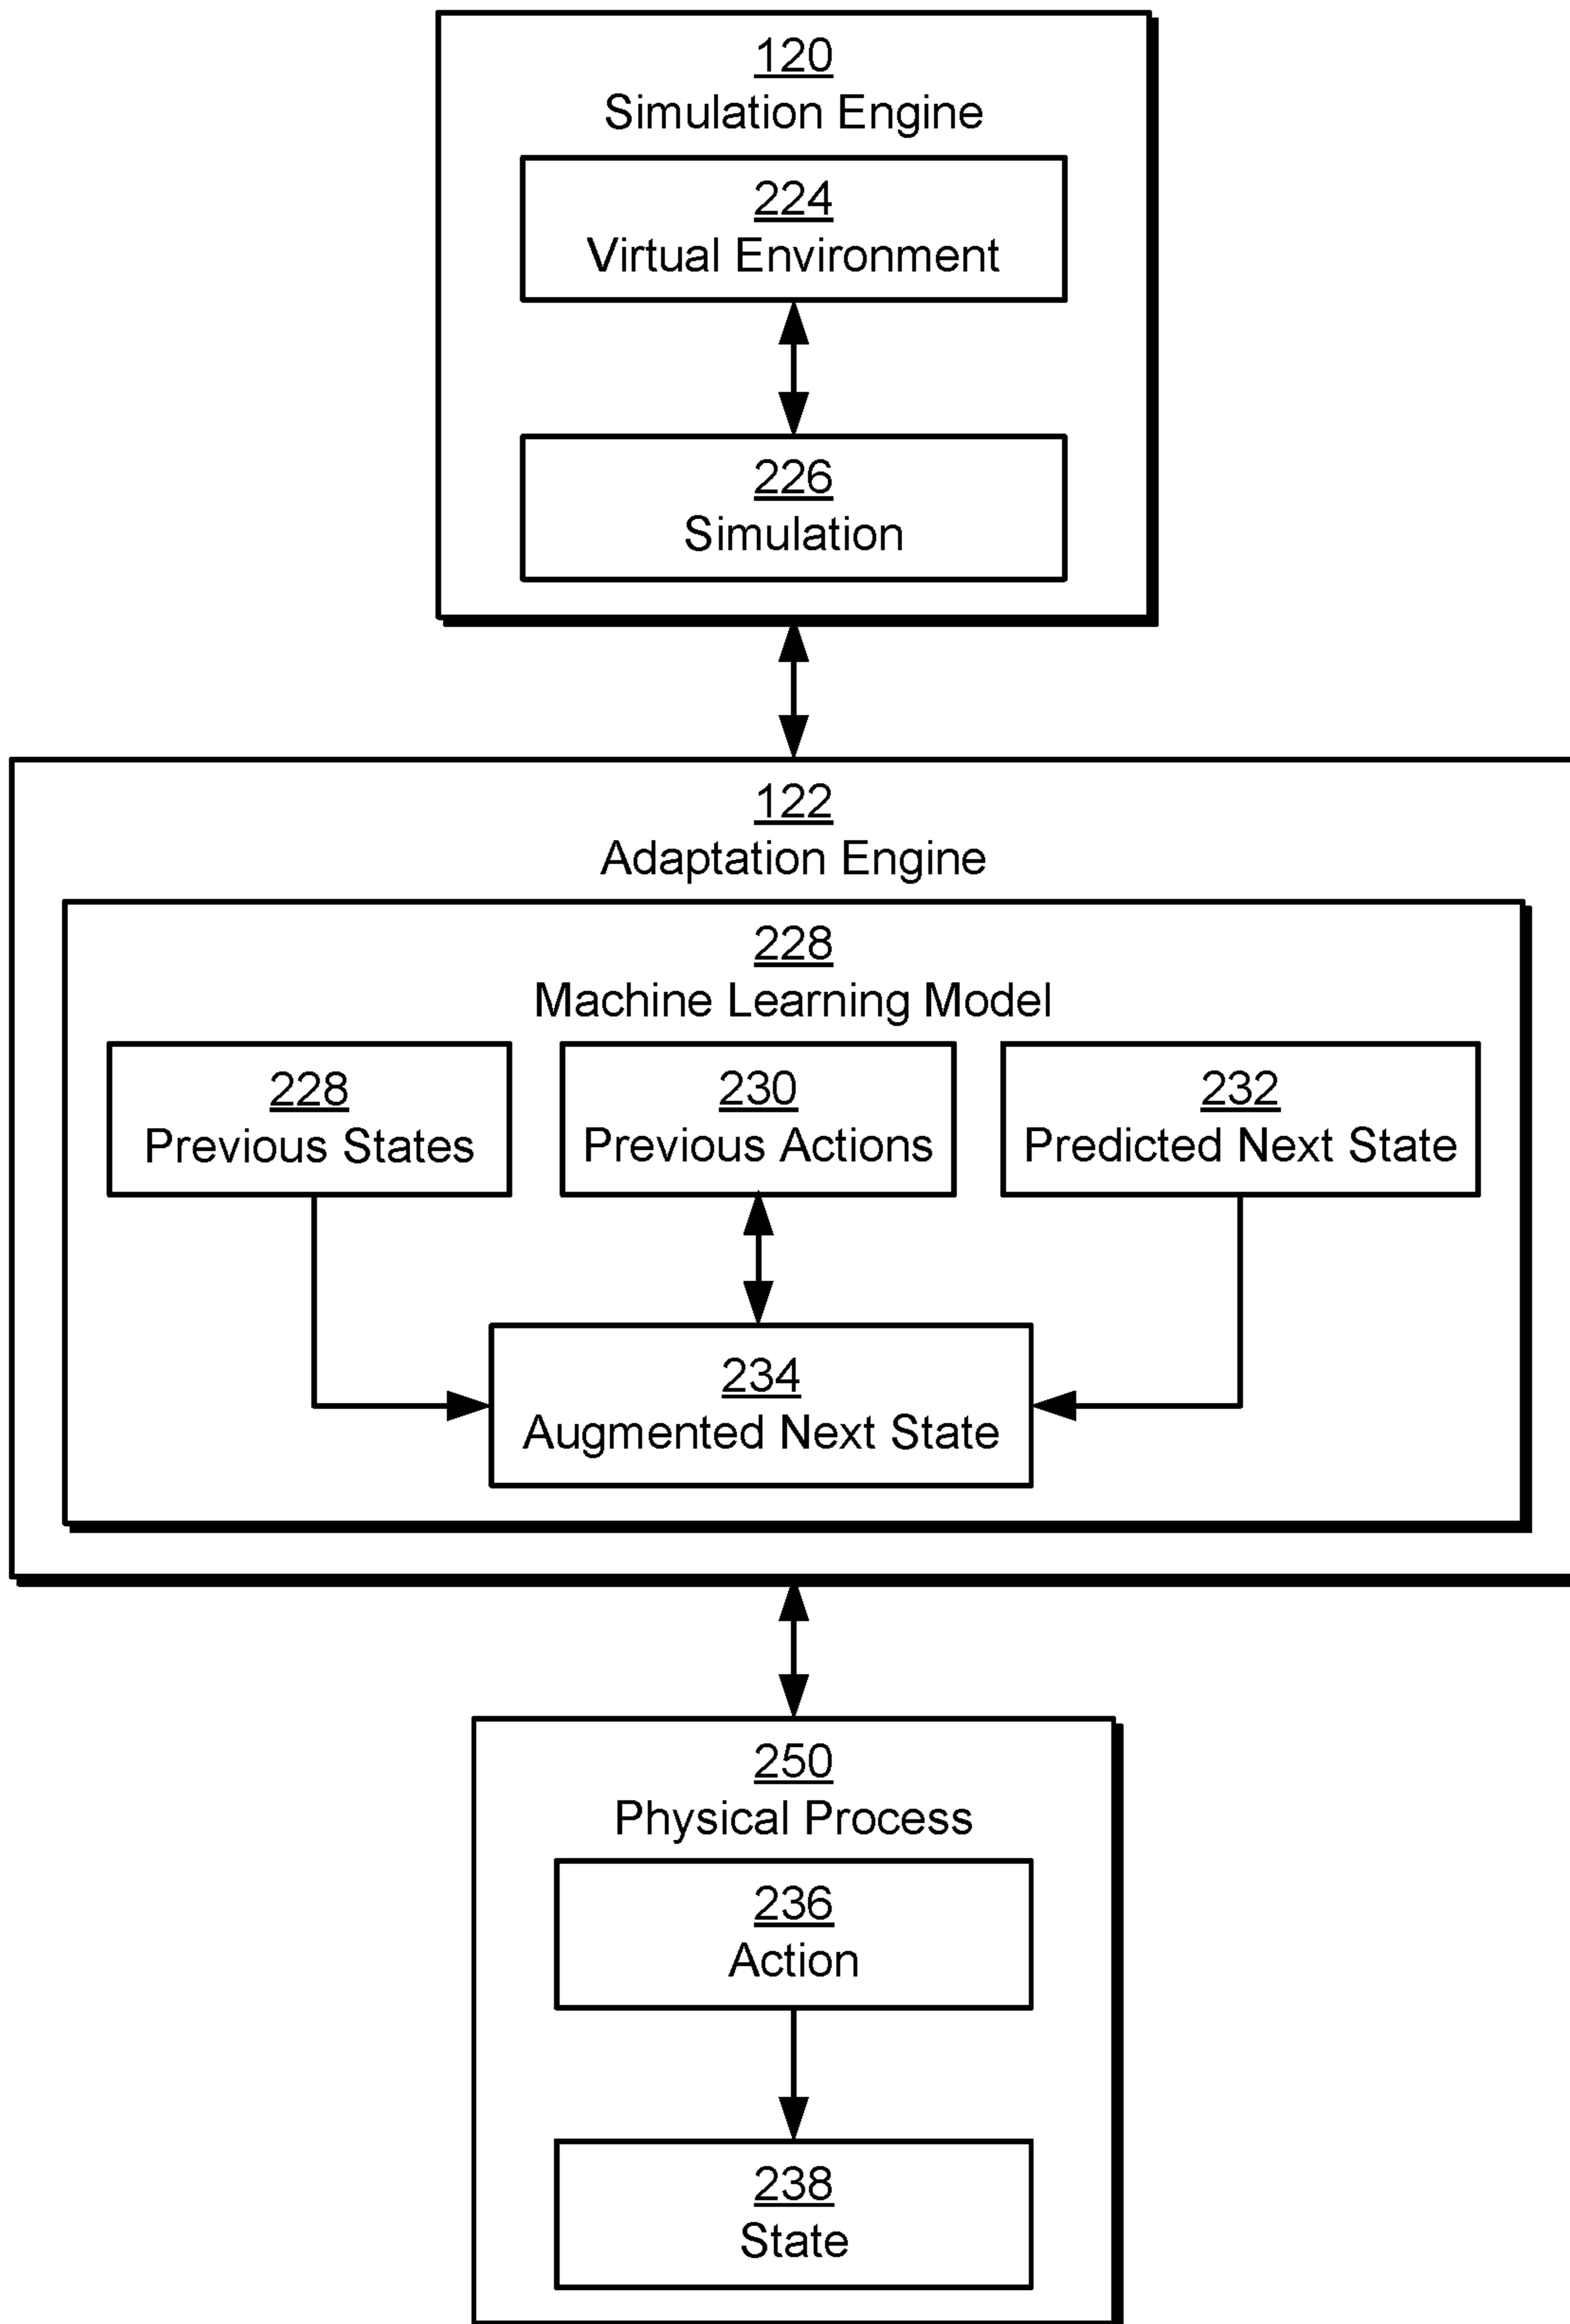 120
Simulation Engine
224
Virtual Environment
226
Simulation
122
Adaptation Engine
228
Machine Learning Model
228
Previous States
230
Previous Actions
232
Predicted Next State
234
Augmented Next State
250
Physical Process
236
Action
238
State